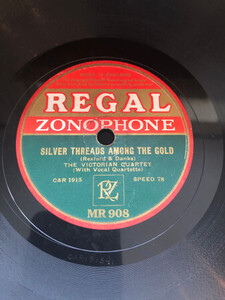 REGAL
ZONOPHONE
SILVER THREADS AMONG THE GOLD
(Rexford & Danks)
THE VICTORIAN QUARTET
(With Vocal Quartette)
CAR 1915 SPEED 78
RZ
MR 908